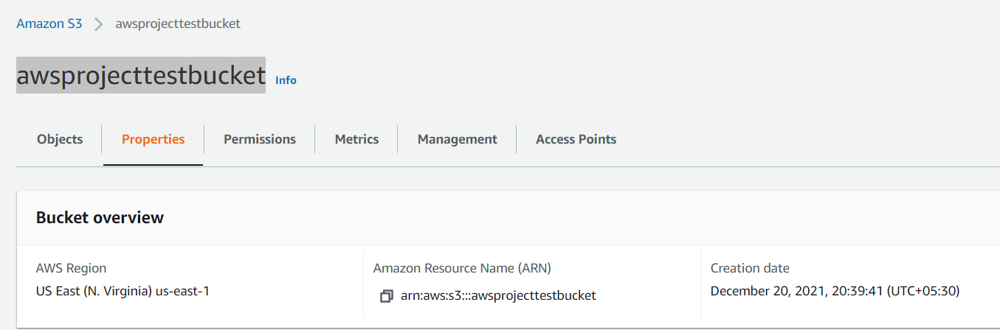 Amazon S3 > awsprojecttestbucket
awsprojecttestbucket Info
Objects Properties Permissions Metrics Management Access Points
Bucket overview
AWS Region Amazon Resource Name (ARN) Creation date
US East (N. Virginia) us-east-1 arn:aws:s3:::awsprojecttestbucket December 20, 2021, 20:39:41 (UTC+05:30)